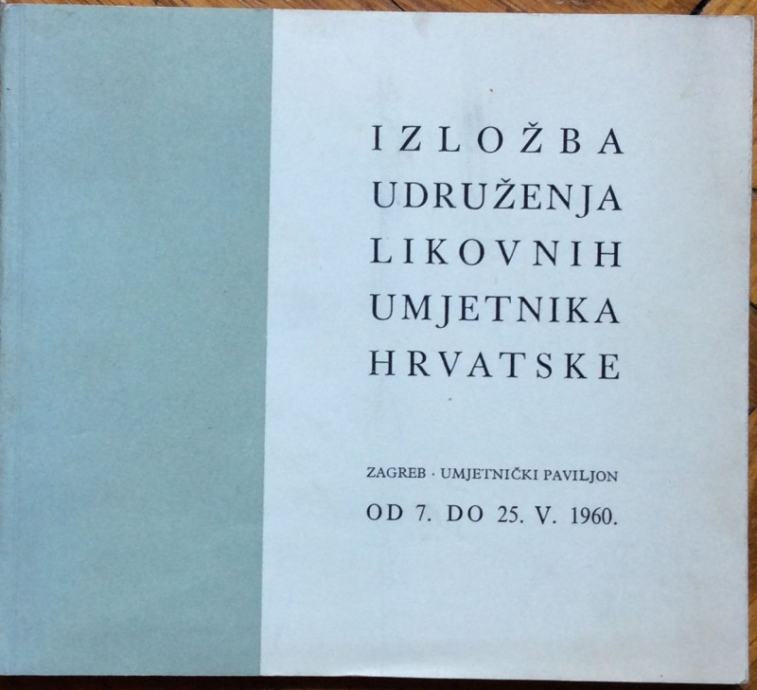 IZLOŽBA
UDRUŽENJA
LIKOVNIH
UMJETNIKA
HRVATSKE
ZAGREB · UMJETNIČKI PAVILJON
OD 7. DO 25. V. 1960.